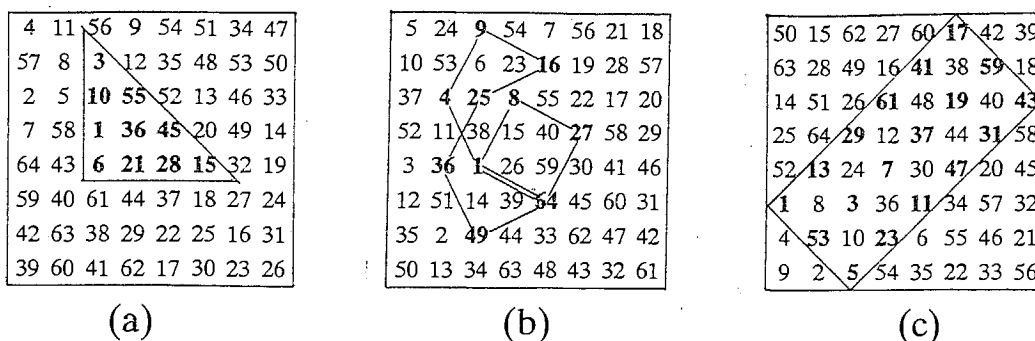 4 11 56 9 54 51 34 47
57 8 3 12 35 48 53 50
2 5 10 55 52 13 46 33
7 58 1 36 45 20 49 14
64 43 6 21 28 15 32 19
59 40 61 44 37 18 27 24
42 63 38 29 22 25 16 31
39 60 41 62 17 30 23 26
(a)
5 24 9 54 7 56 21 18
10 53 6 23 16 19 28 57
37 4 25 8 55 22 17 20
52 11 38 15 40 27 58 29
3 36 1 26 59 30 41 46
12 51 14 39 64 45 60 31
35 2 49 44 33 62 47 42
50 13 34 63 48 43 32 61
(b)
50 15 62 27 60 17 42 39
63 28 49 16 41 38 59 18
14 51 26 61 48 19 40 43
25 64 29 12 37 44 31 58
52 13 24 7 30 47 20 45
1 8 3 36 11 34 57 32
4 53 10 23 6 55 46 21
9 2 5 54 35 22 33 56
(c)